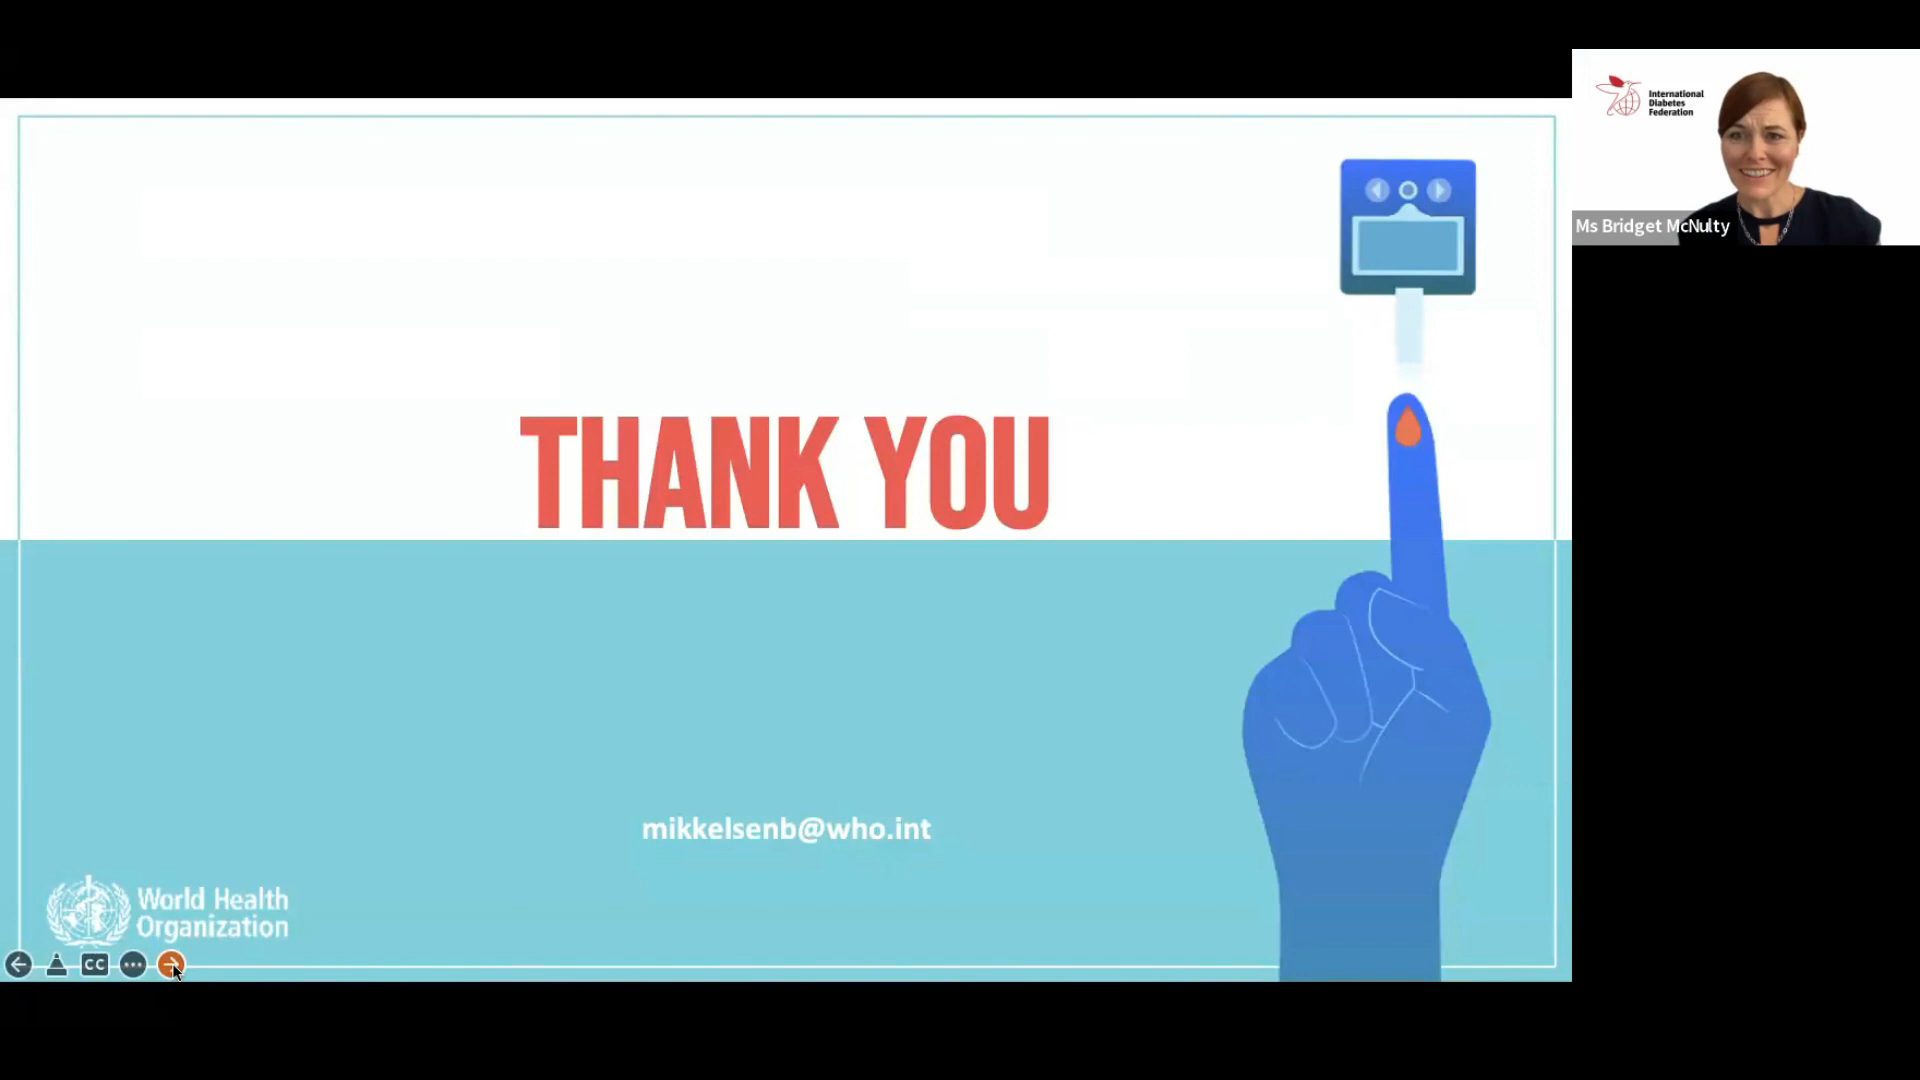 International
Diabetes
Federation
Ms Bridget McNulty
THANK YOU
mikkelsenb@who.int
World Health
Organization
CC